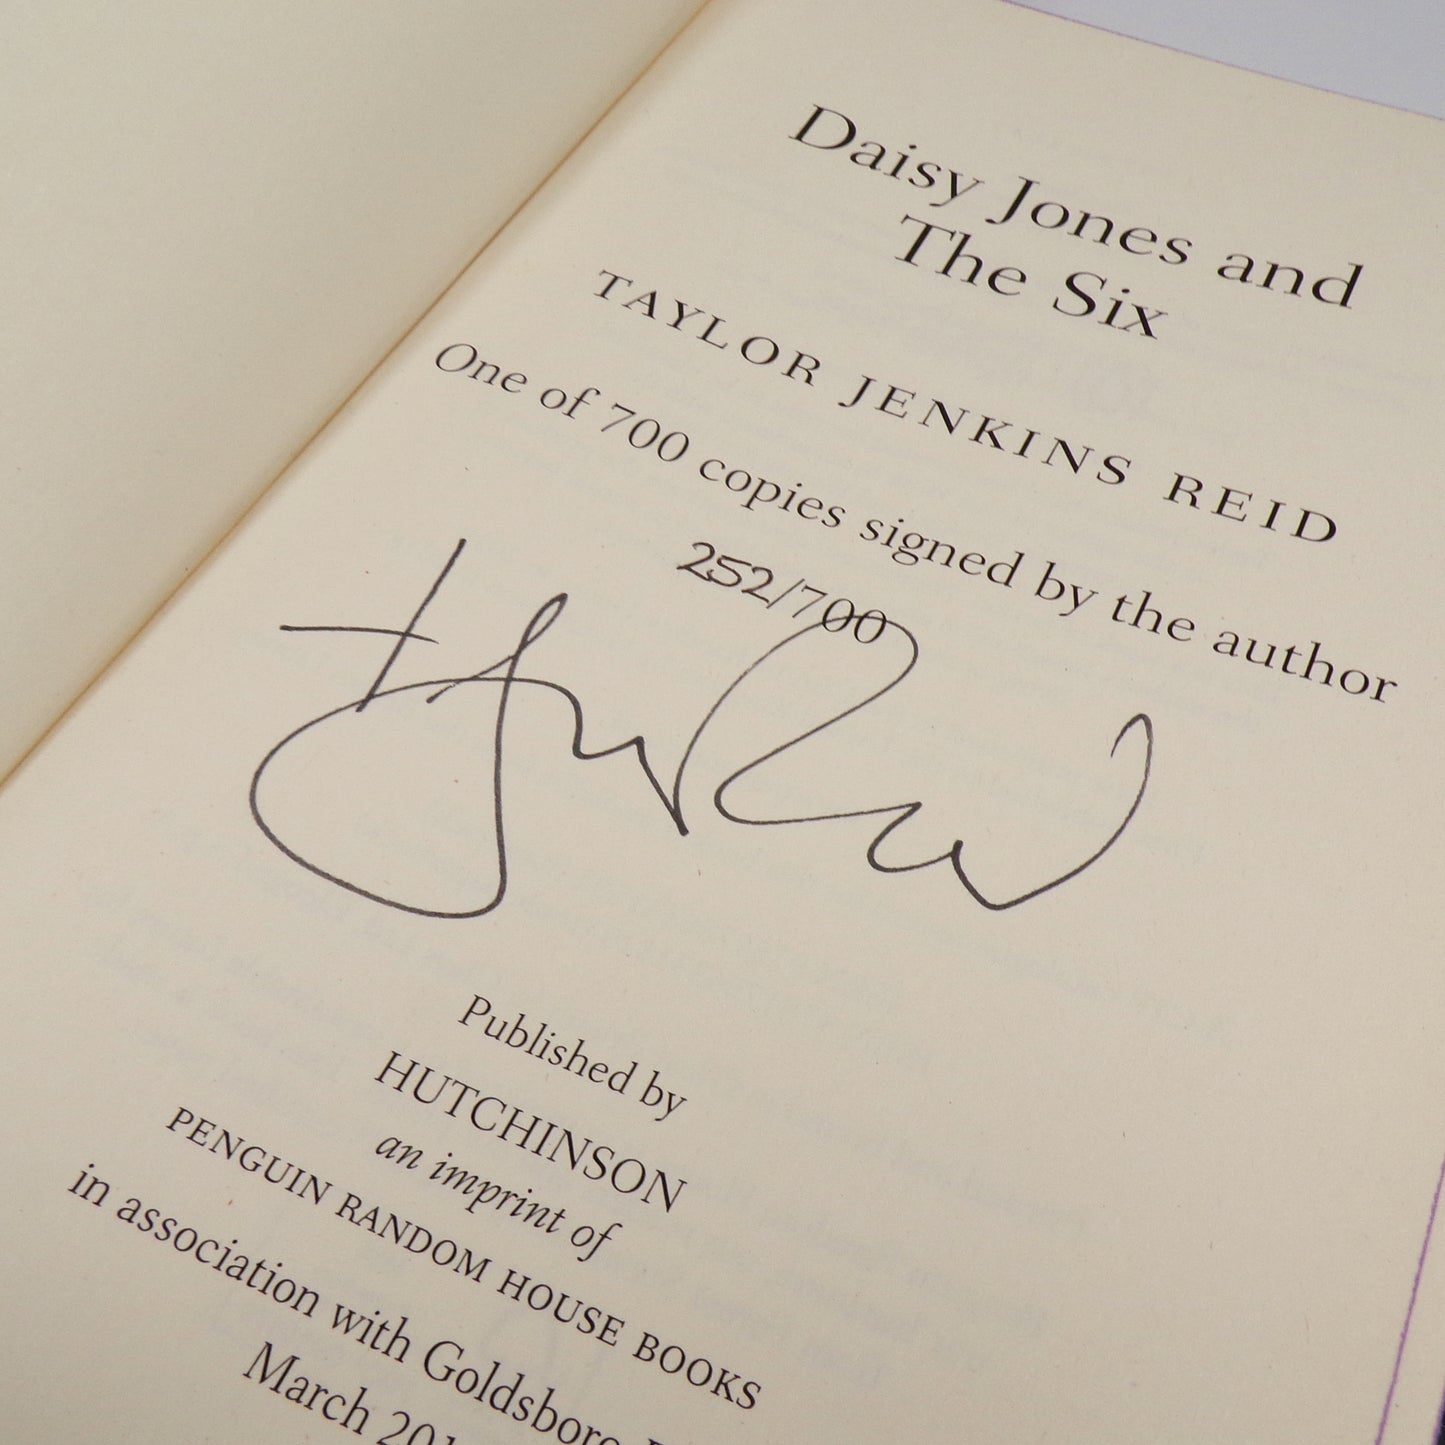 Daisy Jones and
The Six
TAYLOR JENKINS REID
One of 700 copies signed by the author
252/700
Published by
HUTCHINSON
an imprint of
PENGUIN RANDOM HOUSE BOOKS
in association with Goldsboro
March